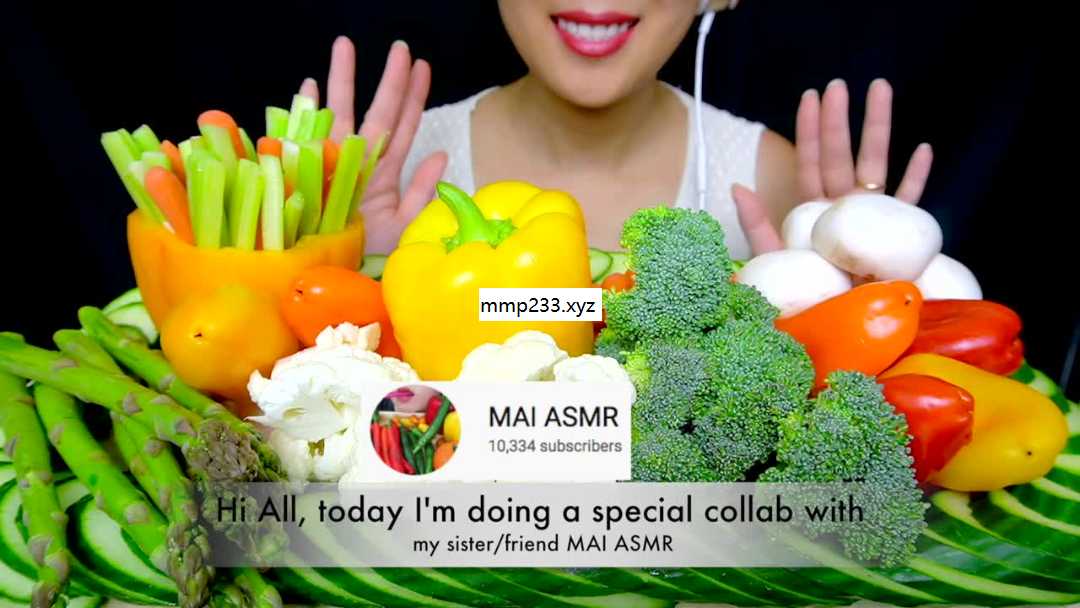 mmp233.xyz
MAI ASMR
10,334 subscribers
Hi All, today I'm doing a special collab with
my sister/friend MAI ASMR